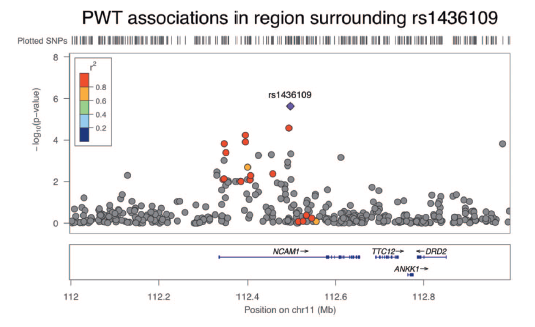 PWT associations in region surrounding rs1436109
Plotted SNPs
8
6
4
2
0
−log₁₀(p−value)
r²
0.8
0.6
0.4
0.2
rs1436109
NCAM1→
TTC12→
←DRD2
ANKK1→
112
112.2
112.4
112.6
112.8
Position on chr11 (Mb)